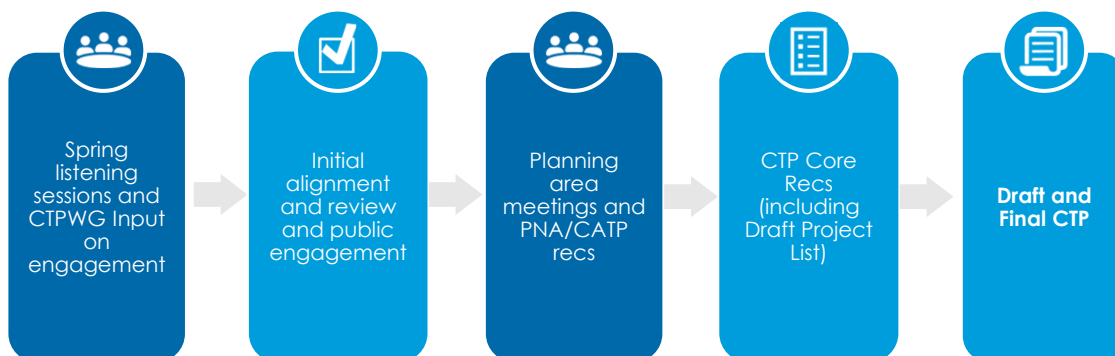 Spring
listening
sessions and
CTPWG Input
on
engagement
Initial
alignment
and review
and public
engagement
Planning
area
meetings and
PNA/CATP
recs
CTP Core
Recs
(including
Draft Project
List)
Draft and
Final CTP